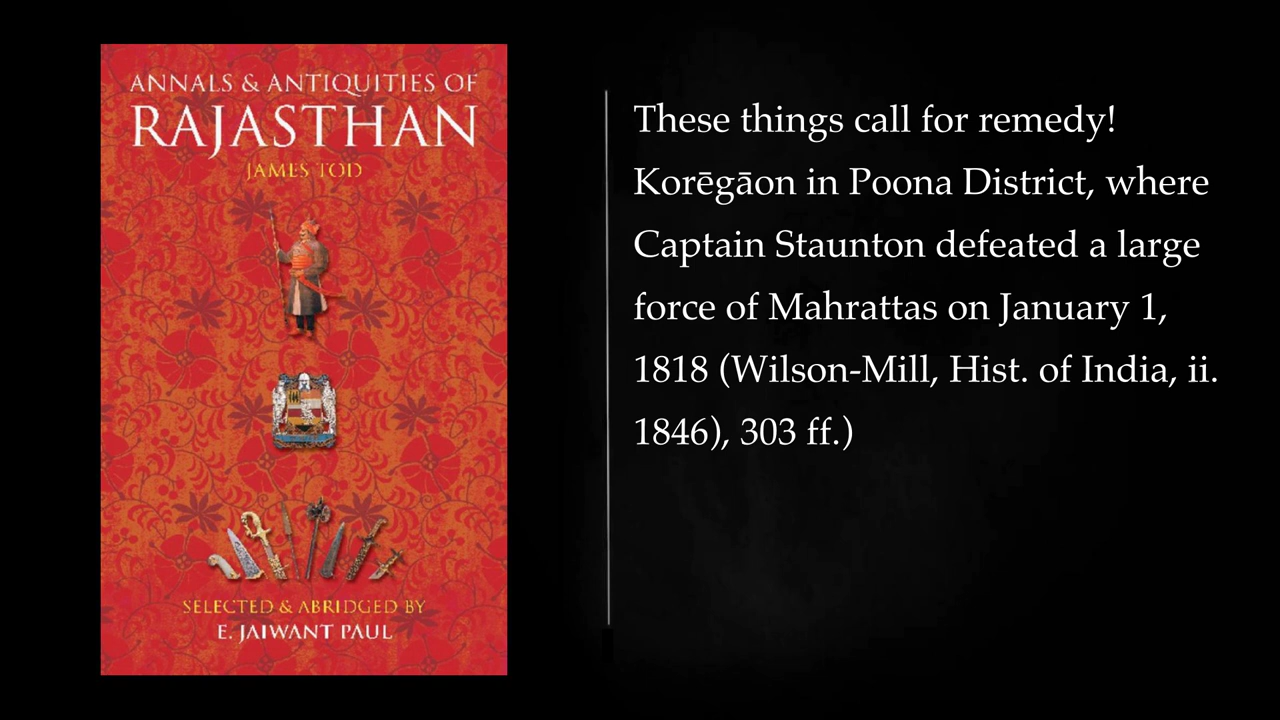 ANNALS & ANTIQUITIES OF
RAJASTHAN
JAMES TOD
SELECTED & ABRIDGED BY
E. JAIWANT PAUL
These things call for remedy!
Korēgāon in Poona District, where
Captain Staunton defeated a large
force of Mahrattas on January 1,
1818 (Wilson-Mill, Hist. of India, ii.
1846), 303 ff.)